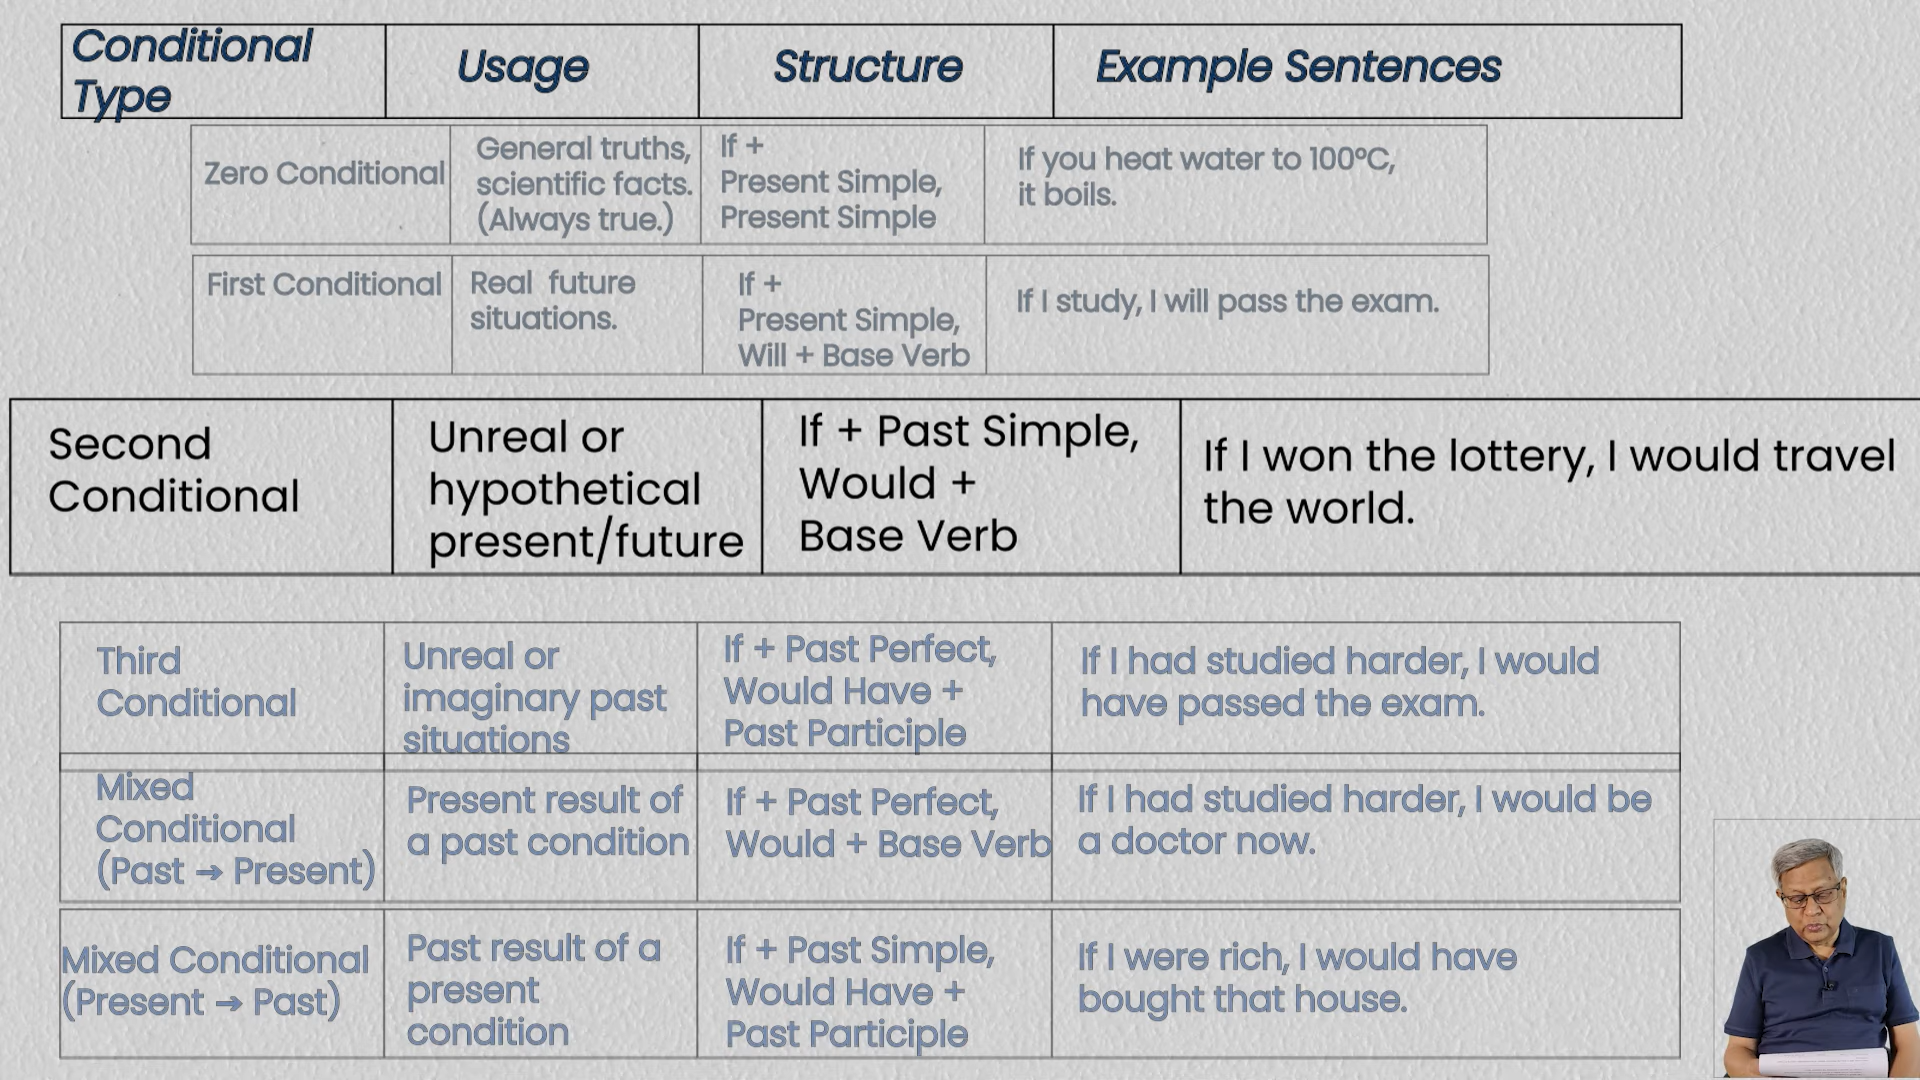 Conditional
Type
Usage
Structure
Example Sentences
Zero Conditional
General truths,
scientific facts.
(Always true.)
If +
Present Simple,
Present Simple
If you heat water to 100°C,
it boils.
First Conditional
Real future
situations.
If +
Present Simple,
Will + Base Verb
If I study, I will pass the exam.
Second
Conditional
Unreal or
hypothetical
present/future
If + Past Simple,
Would +
Base Verb
If I won the lottery, I would travel
the world.
Third
Conditional
Unreal or
imaginary past
situations
If + Past Perfect,
Would Have +
Past Participle
If I had studied harder, I would
have passed the exam.
Mixed
Conditional
(Past → Present)
Present result of
a past condition
If + Past Perfect,
Would + Base Verb
If I had studied harder, I would be
a doctor now.
Mixed Conditional
(Present → Past)
Past result of a
present
condition
If + Past Simple,
Would Have +
Past Participle
If I were rich, I would have
bought that house.